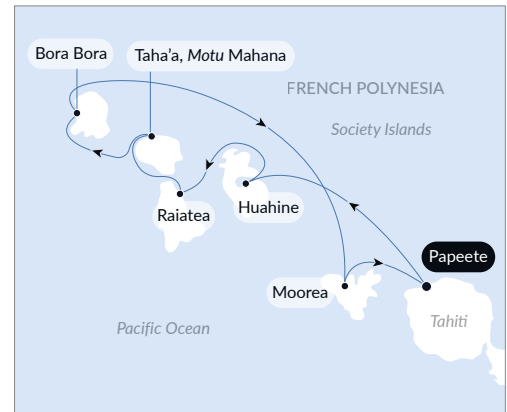 Bora Bora
Taha'a, Motu Mahana
FRENCH POLYNESIA
Society Islands
Raiatea
Huahine
Papeete
Moorea
Tahiti
Pacific Ocean